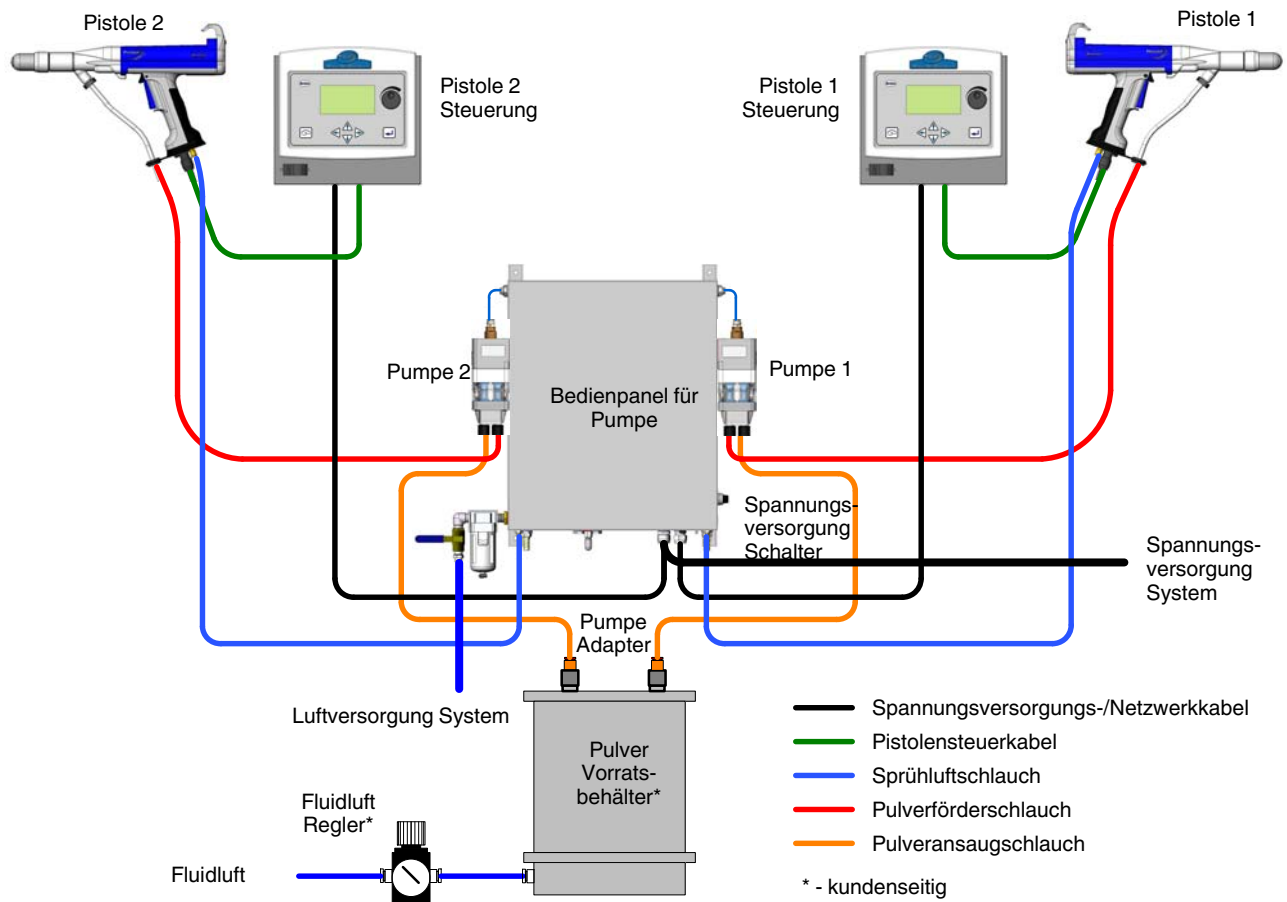 Pistole 2
Pistole 1
Pistole 2
Steuerung
Pistole 1
Steuerung
Pumpe 2
Pumpe 1
Bedienpanel für
Pumpe
Spannungs-
versorgung
Schalter
Spannungs-
versorgung
System
Pumpe
Adapter
Luftversorgung System
Pulver
Vorrats-
behälter*
Fluidluft
Regler*
Fluidluft
Spannungsversorgungs-/Netzwerkkabel
Pistolensteuerkabel
Sprühluftschlauch
Pulverförderschlauch
Pulveransaugschlauch
* - kundenseitig